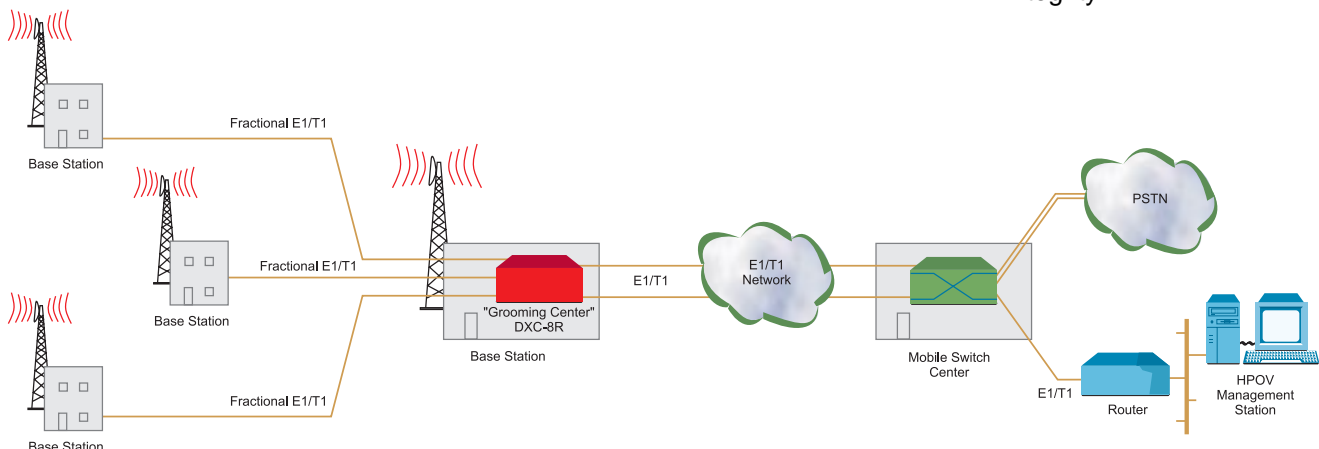 Fractional E1/T1
Base Station
Fractional E1/T1
Base Station
Fractional E1/T1
Base Station
"Grooming Center"
DXC-8R
Base Station
E1/T1
E1/T1
Network
Mobile Switch
Center
PSTN
E1/T1
Router
HPOV
Management
Station